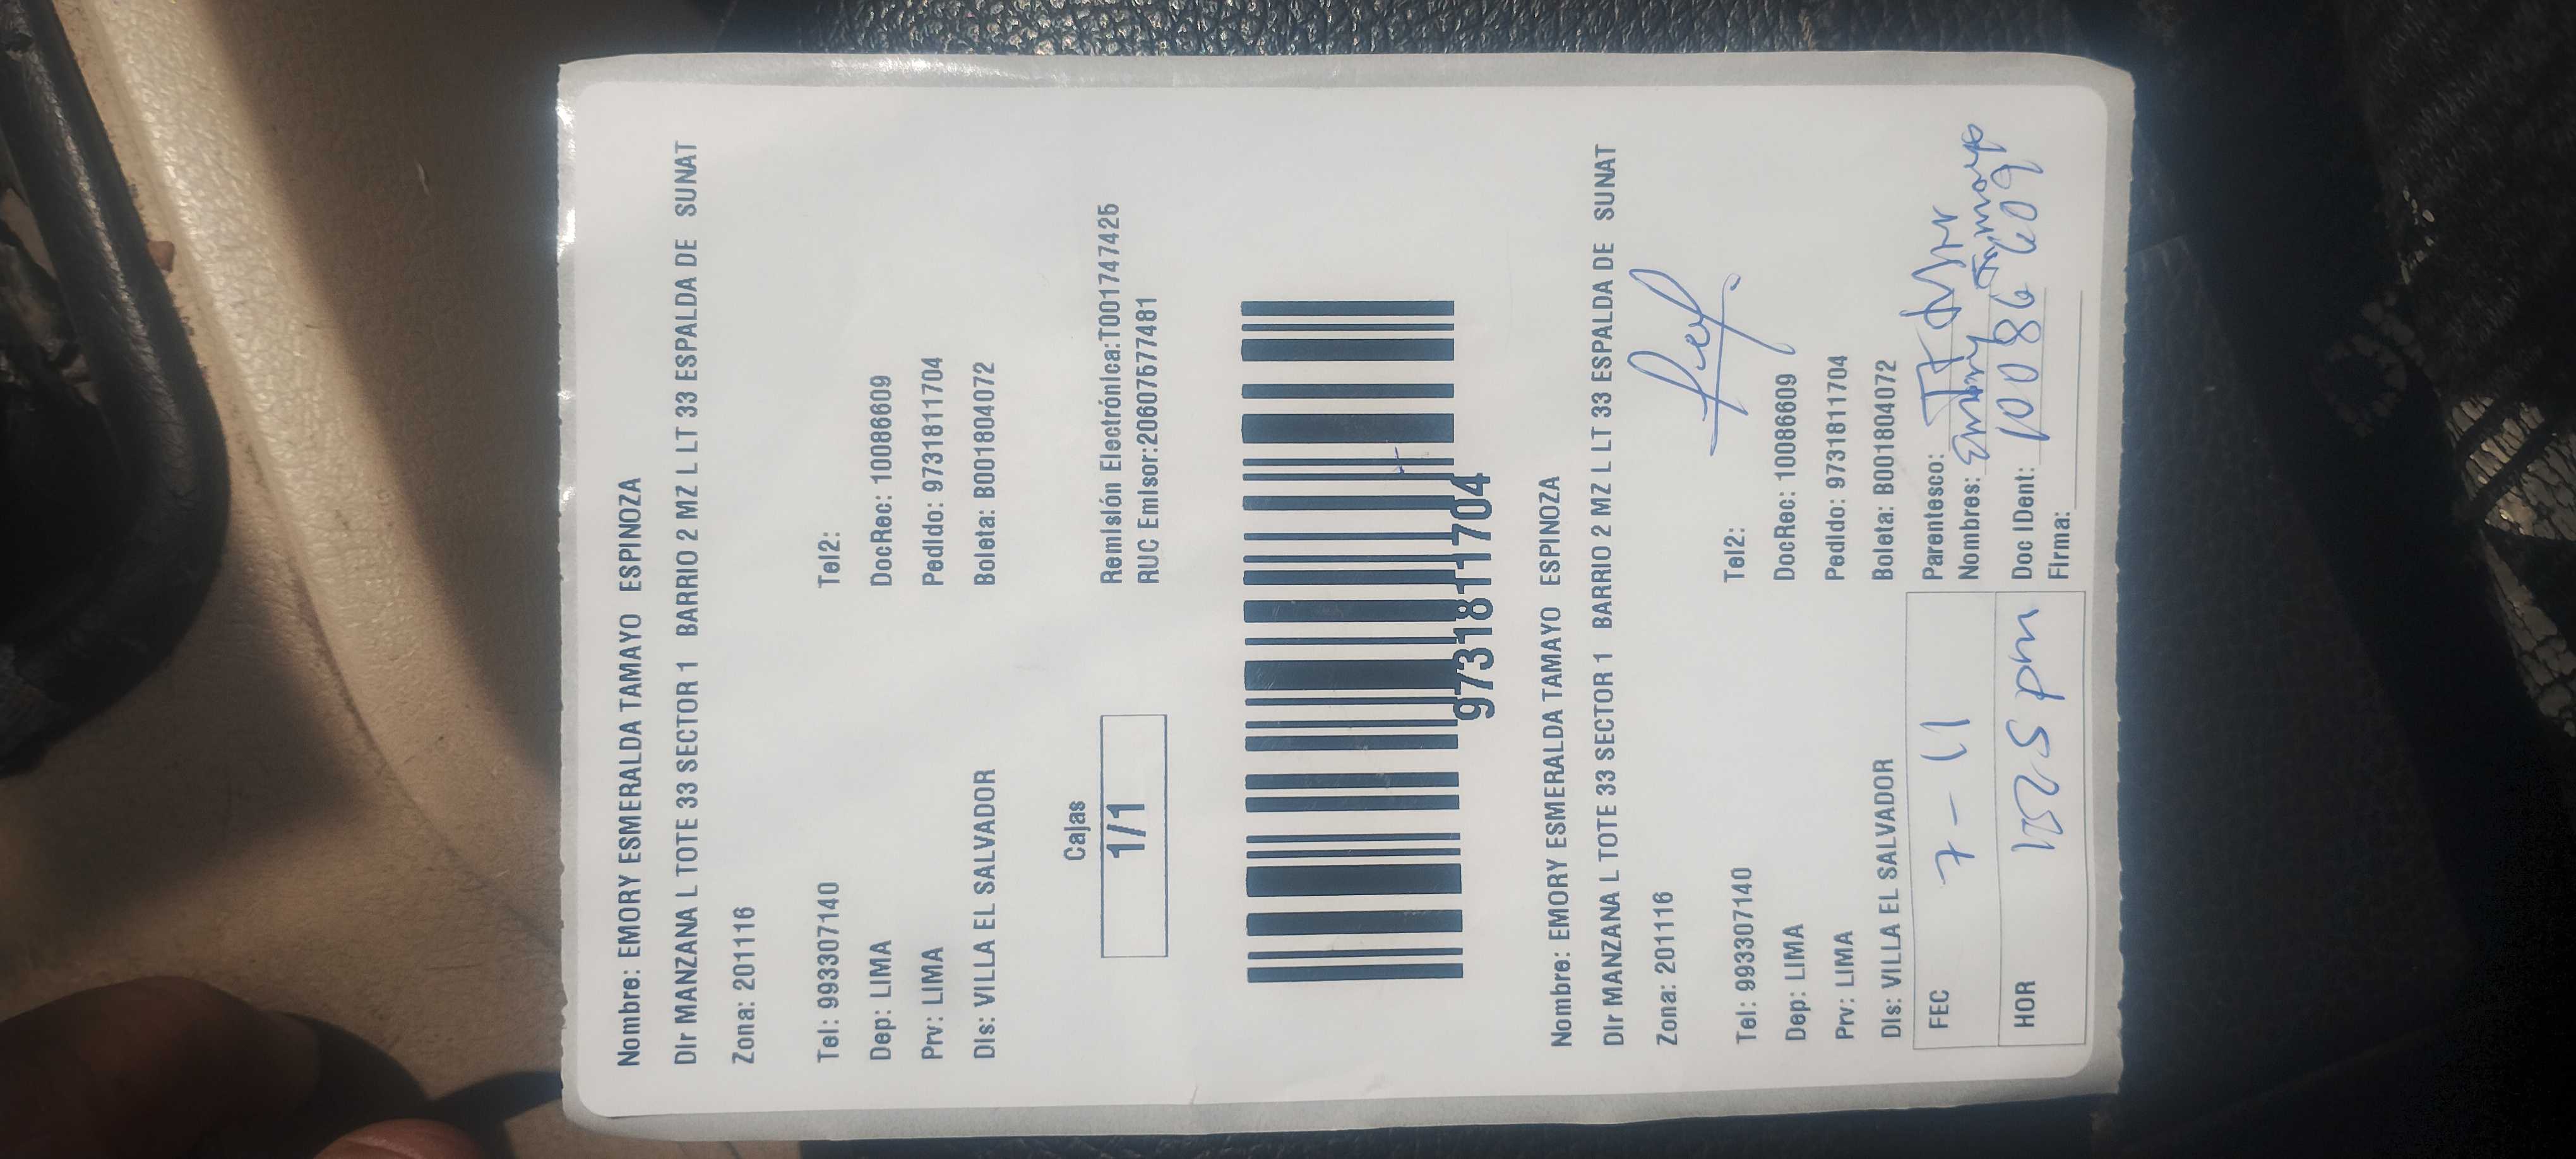 Nombre: EMORY ESMERALDA TAMAYO ESPINOZA
DIr MANZANA L TOTE 33 SECTOR 1 BARRIO 2 MZ L LT 33 ESPALDA DE SUNAT
Zona: 201116
Tel: 993307140 Tel2:
Dep: LIMA DocRec: 10086609
Prv: LIMA PedIdo: 9731811704
DIs: VILLA EL SALVADOR Boleta: B001804072
Cajas
1/1
RemIsIón ElectrónIca:T001747425
RUC EmIsor:20607577481
9731811704
Nombre: EMORY ESMERALDA TAMAYO ESPINOZA
DIr MANZANA L TOTE 33 SECTOR 1 BARRIO 2 MZ L LT 33 ESPALDA DE SUNAT
Zona: 201116
Tel: 993307140 Tel2:
Dep: LIMA DocRec: 10086609
Prv: LIMA PedIdo: 9731811704
DIs: VILLA EL SALVADOR Boleta: B001804072
FEC 7-11
HOR 1225 pm
Parentesco:
Nombres: Emory Tamayo
Doc IDent: 10086609
FIrma: